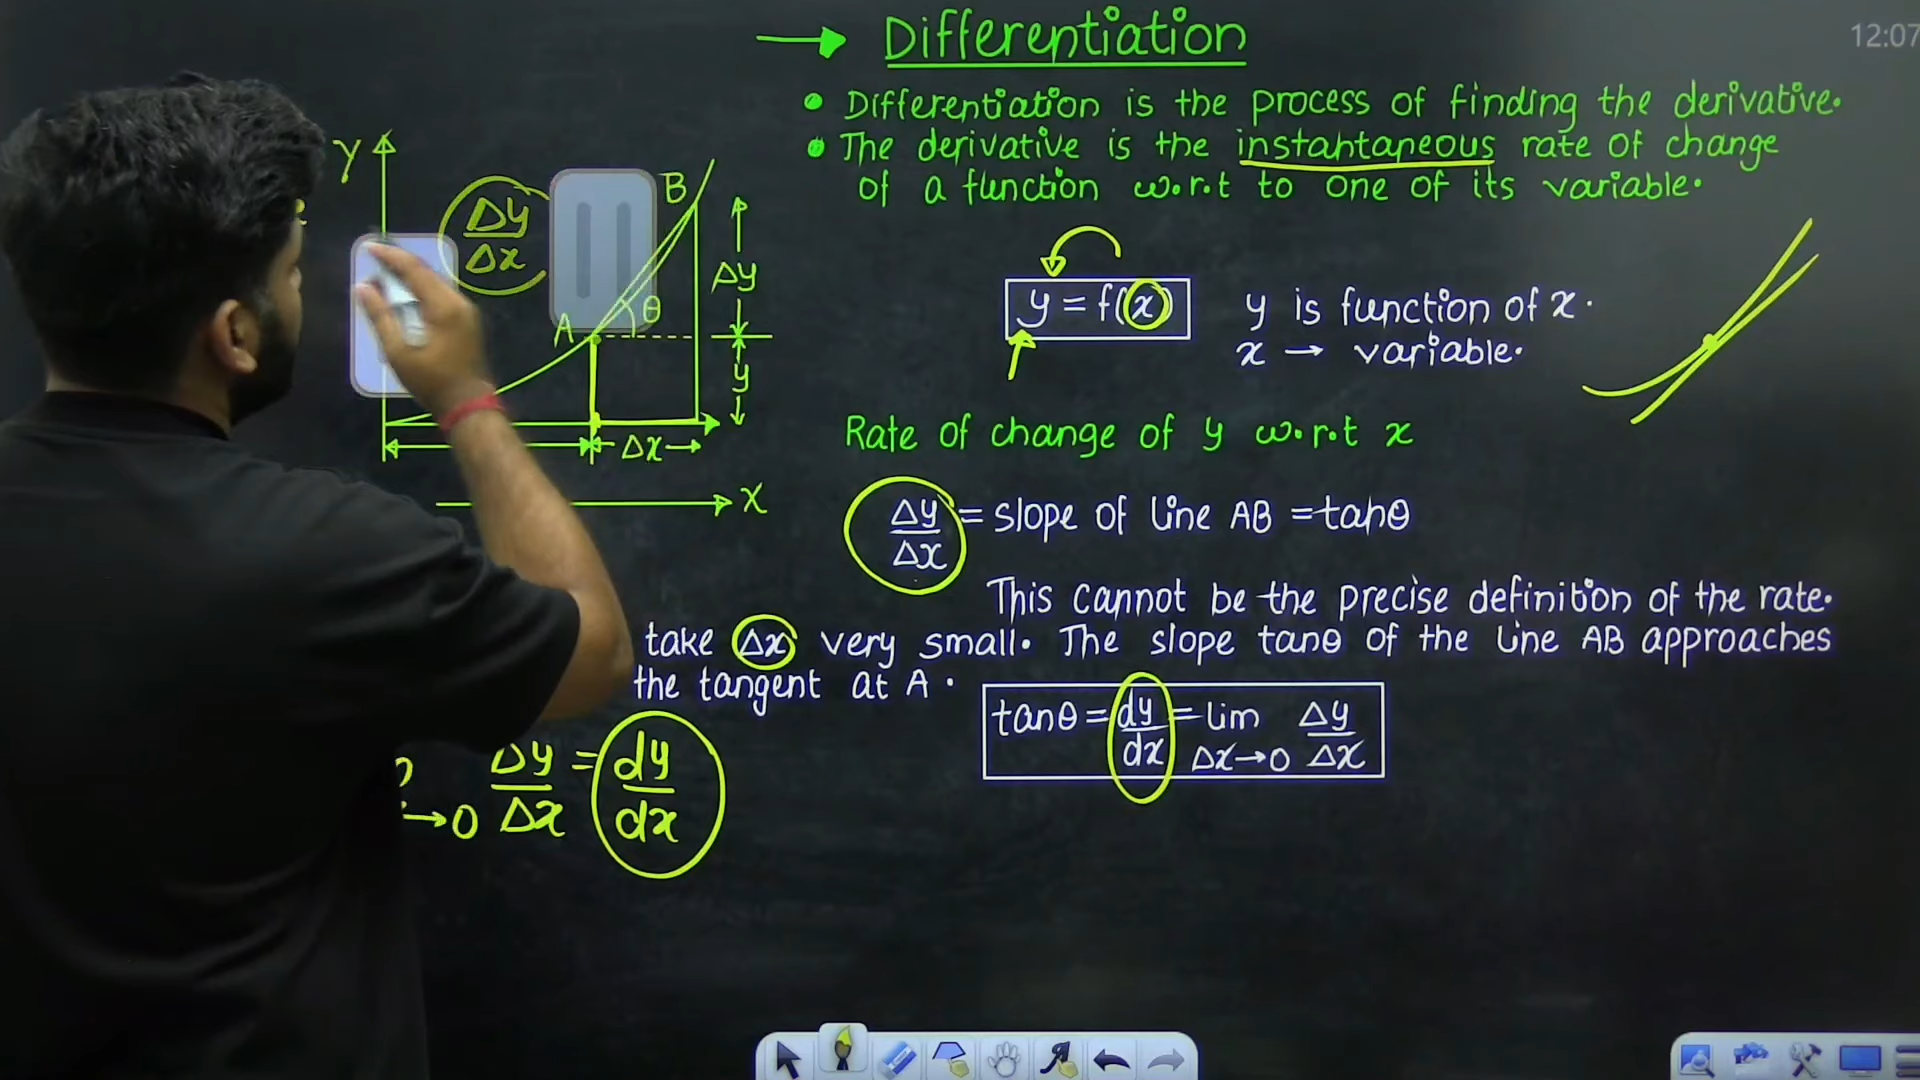 Differentiation
12:07
• Differentiation is the process of finding the derivative.
• The derivative is the instahtaneous rate of change
of a function w.r.t to one of its variable.
Y
Δy
Δx
B
Δy
θ
A
y
Δx
X
y = f(x)
y is function of x.
x → variable.
Rate of change of y w.r.t x
Δy/Δx = slope of line AB = tanθ
This cannot be the precise definition of the rate.
take Δx very small. The slope tanθ of the line AB approaches
the tangent at A.
tanθ = dy/dx = lim Δx→0 Δy/Δx
→0 Δy/Δx = dy/dx